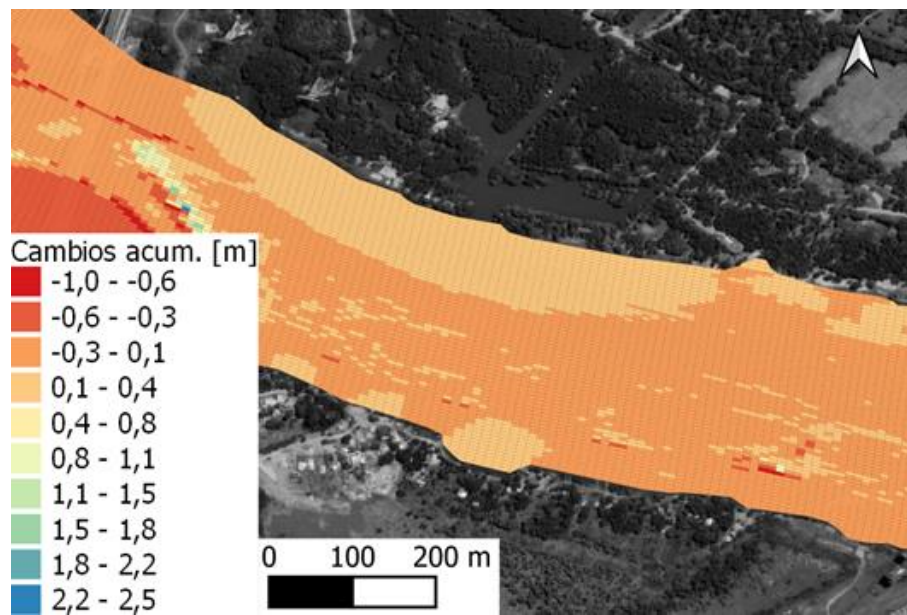 Cambios acum. [m]
-1,0 - -0,6
-0,6 - -0,3
-0,3 - 0,1
0,1 - 0,4
0,4 - 0,8
0,8 - 1,1
1,1 - 1,5
1,5 - 1,8
1,8 - 2,2
2,2 - 2,5
0 100 200 m